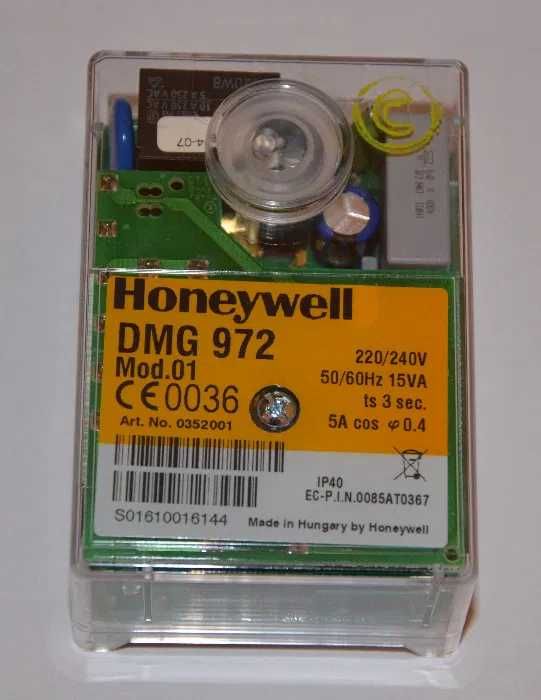 Honeywell
DMG 972
Mod.01
CE 0036
Art. No. 0352001
220/240V
50/60Hz 15VA
ts 3 sec.
5A cos φ 0.4
IP40
EC-P.I.N.0085AT0367
S01610016144
Made in Hungary by Honeywell